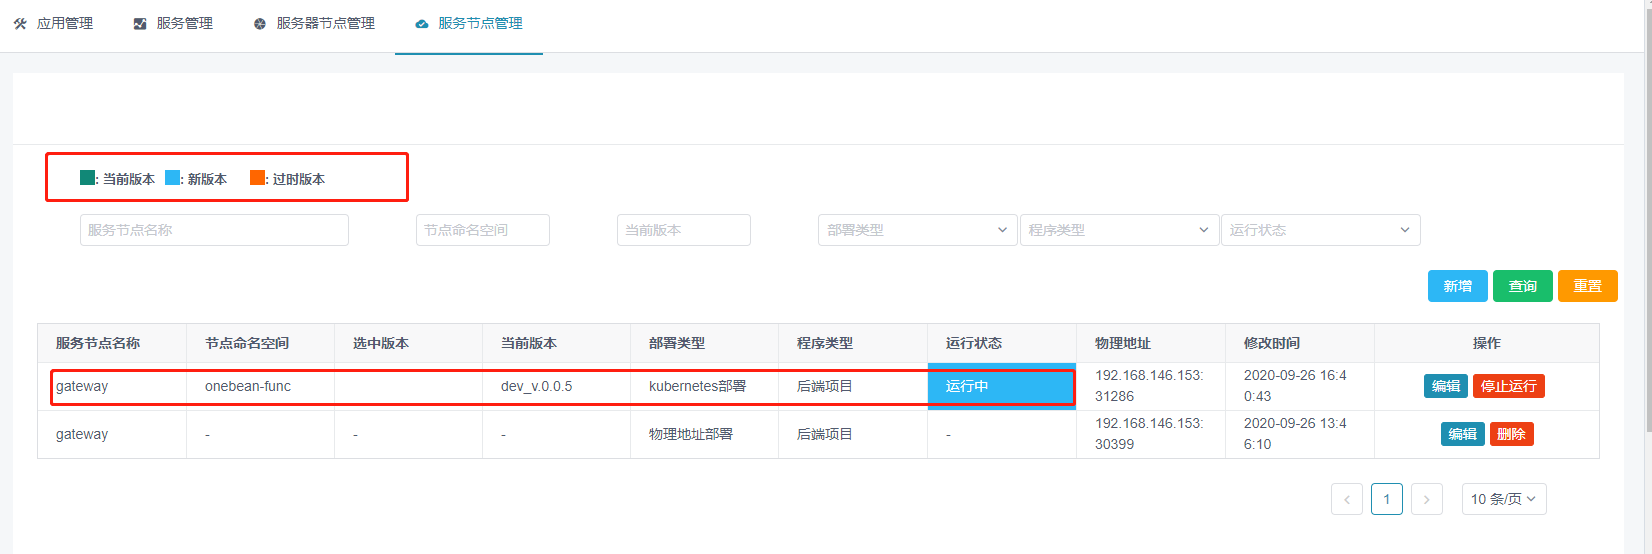 应用管理 服务管理 服务器节点管理 服务节点管理
: 当前版本 : 新版本 : 过时版本
服务节点名称 节点命名空间 当前版本 部署类型 程序类型 运行状态
新增 查询 重置
服务节点名称 节点命名空间 选中版本 当前版本 部署类型 程序类型 运行状态 物理地址 修改时间 操作
gateway onebean-func dev_v.0.0.5 kubernetes部署 后端项目 运行中 192.168.146.153: 2020-09-26 16:4 编辑 停止运行
31286 0:43
gateway - - - 物理地址部署 后端项目 - 192.168.146.153: 2020-09-26 13:4 编辑 删除
30399 6:10
1 10 条/页